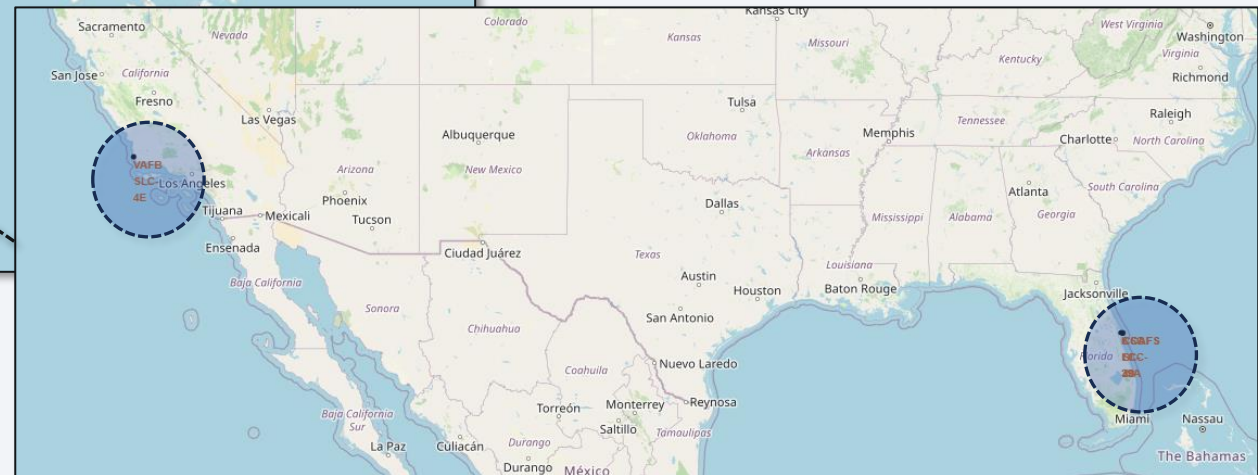 Kansas City
Sacramento
Nevada
Colorado
Kansas
Missouri
West Virginia
Washington
Virginia
Kentucky
San Jose
California
Richmond
Fresno
Las Vegas
Tulsa
Raleigh
Albuquerque
Oklahoma
Memphis
Tennessee
Charlotte
North Carolina
Arkansas
VAFB
SLC-
4E
Los Angeles
Arizona
New Mexico
South Carolina
Phoenix
Tucson
Dallas
Atlanta
Tijuana
Mexicali
Mississippi
Alabama
Georgia
Ensenada
Ciudad Juárez
Texas
Louisiana
Austin
Houston
Baton Rouge
Jacksonville
Baja California
Sonora
Chihuahua
San Antonio
Florida
Coahuila
Nuevo Laredo
Baja California
Sur
Torreón
Monterrey
Reynosa
Saltillo
Tamaulipas
Miami
Nassau
La Paz
Culiacán
Durango
Durango
México
The Bahamas